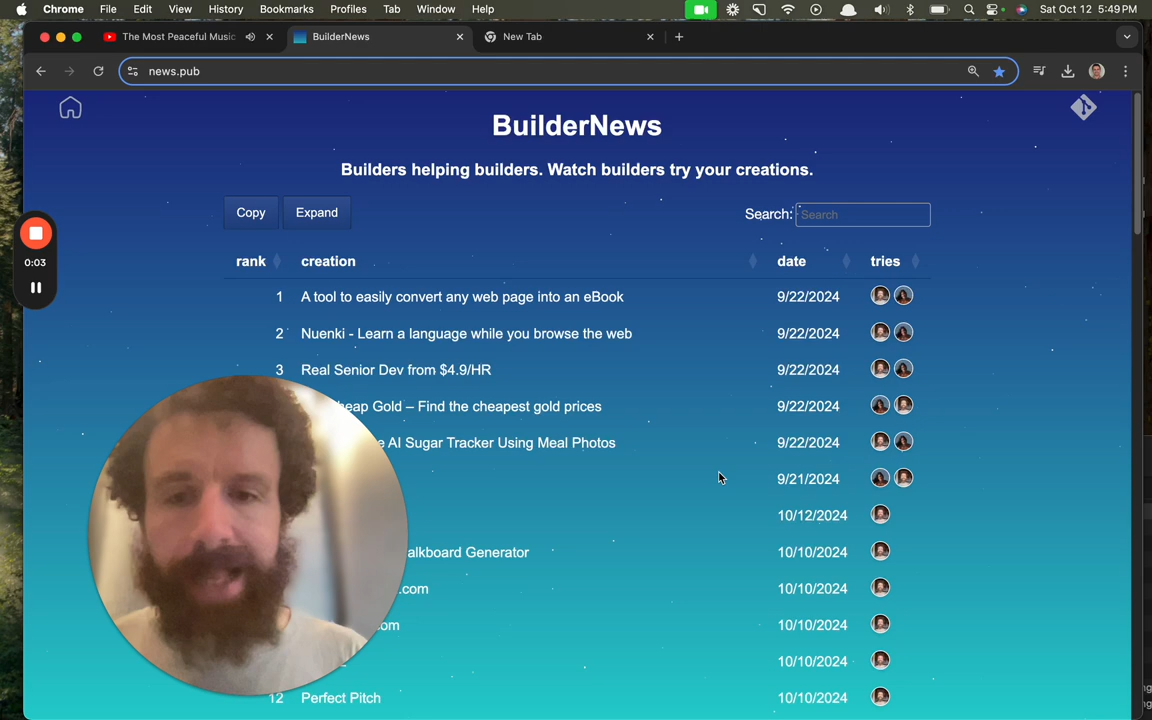 Chrome File Edit View History Bookmarks Profiles Tab Window Help Sat Oct 12 5:49 PM
The Most Peaceful Music BuilderNews New Tab
news.pub
BuilderNews
Builders helping builders. Watch builders try your creations.
Copy Expand Search: Search
rank creation date tries
1 A tool to easily convert any web page into an eBook 9/22/2024
2 Nuenki - Learn a language while you browse the web 9/22/2024
3 Real Senior Dev from $4.9/HR 9/22/2024
heap Gold – Find the cheapest gold prices 9/22/2024
e AI Sugar Tracker Using Meal Photos 9/22/2024
9/21/2024
10/12/2024
alkboard Generator 10/10/2024
.com 10/10/2024
om 10/10/2024
10/10/2024
12 Perfect Pitch 10/10/2024
0:03